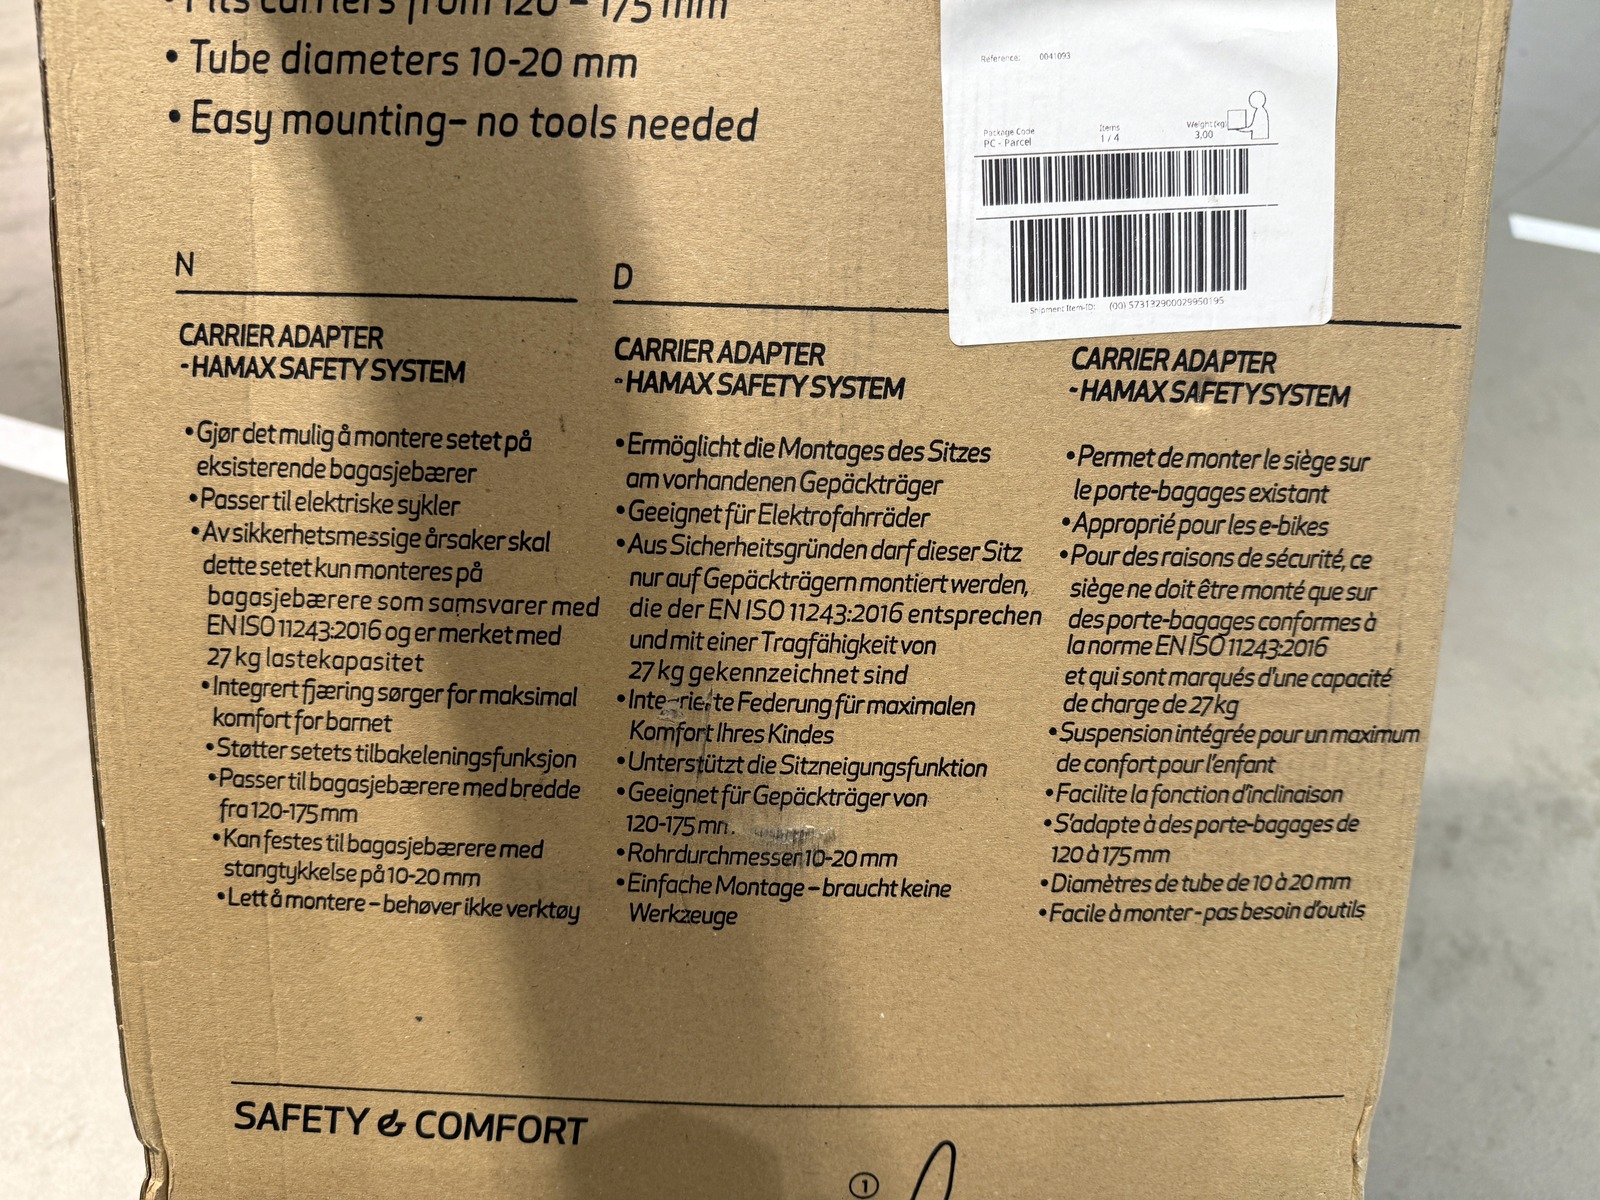 • Fits carriers from 120 – 175 mm
• Tube diameters 10-20 mm
• Easy mounting– no tools needed
Reference: 0041093
Package Code Items Weight (kg)
PC - Parcel 1 / 4 3,00
Shipment Item-ID: (00) 573132900029950195
N
CARRIER ADAPTER
- HAMAX SAFETY SYSTEM
• Gjør det mulig å montere setet på
eksisterende bagasjebærer
• Passer til elektriske sykler
• Av sikkerhetsmessige årsaker skal
dette setet kun monteres på
bagasjebærere som samsvarer med
EN ISO 11243:2016 og er merket med
27 kg lastekapasitet
• Integrert fjæring sørger for maksimal
komfort for barnet
• Støtter setets tilbakeleningsfunksjon
• Passer til bagasjebærere med bredde
fra 120-175 mm
• Kan festes til bagasjebærere med
stangtykkelse på 10-20 mm
• Lett å montere – behøver ikke verktøy
D
CARRIER ADAPTER
- HAMAX SAFETY SYSTEM
• Ermöglicht die Montages des Sitzes
am vorhandenen Gepäckträger
• Geeignet für Elektrofahrräder
• Aus Sicherheitsgründen darf dieser Sitz
nur auf Gepäckträgern montiert werden,
die der EN ISO 11243:2016 entsprechen
und mit einer Tragfähigkeit von
27 kg gekennzeichnet sind
• Integrierte Federung für maximalen
Komfort Ihres Kindes
• Unterstützt die Sitzneigungsfunktion
• Geeignet für Gepäckträger von
120-175 mm.
• Rohrdurchmesser 10-20 mm
• Einfache Montage – braucht keine
Werkzeuge
CARRIER ADAPTER
- HAMAX SAFETY SYSTEM
• Permet de monter le siège sur
le porte-bagages existant
• Approprié pour les e-bikes
• Pour des raisons de sécurité, ce
siège ne doit être monté que sur
des porte-bagages conformes à
la norme EN ISO 11243:2016
et qui sont marqués d'une capacité
de charge de 27 kg
• Suspension intégrée pour un maximum
de confort pour l'enfant
• Facilite la fonction d'inclinaison
• S'adapte à des porte-bagages de
120 à 175 mm
• Diamètres de tube de 10 à 20 mm
• Facile à monter - pas besoin d'outils
SAFETY & COMFORT
1